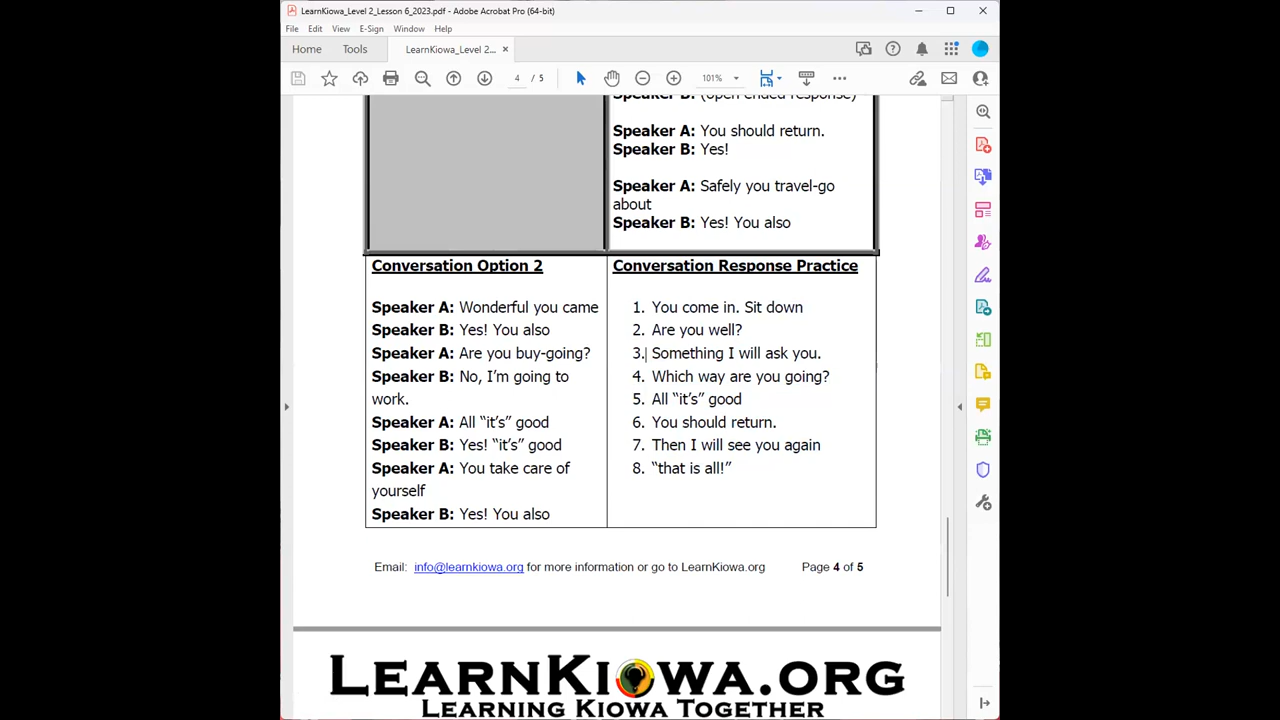 LearnKiowa_Level 2_Lesson 6_2023.pdf - Adobe Acrobat Pro (64-bit)
File Edit View E-Sign Window Help
Home Tools LearnKiowa_Level 2... ×
4 / 5 101%
Speaker B: (open ended response)
Speaker A: You should return.
Speaker B: Yes!
Speaker A: Safely you travel-go
about
Speaker B: Yes! You also
Conversation Option 2
Speaker A: Wonderful you came
Speaker B: Yes! You also
Speaker A: Are you buy-going?
Speaker B: No, I'm going to
work.
Speaker A: All “it's” good
Speaker B: Yes! “it's” good
Speaker A: You take care of
yourself
Speaker B: Yes! You also
Conversation Response Practice
1. You come in. Sit down
2. Are you well?
3. Something I will ask you.
4. Which way are you going?
5. All “it's” good
6. You should return.
7. Then I will see you again
8. “that is all!”
Email: info@learnkiowa.org for more information or go to LearnKiowa.org Page 4 of 5
LEARNKIOWA.ORG
LEARNING KIOWA TOGETHER